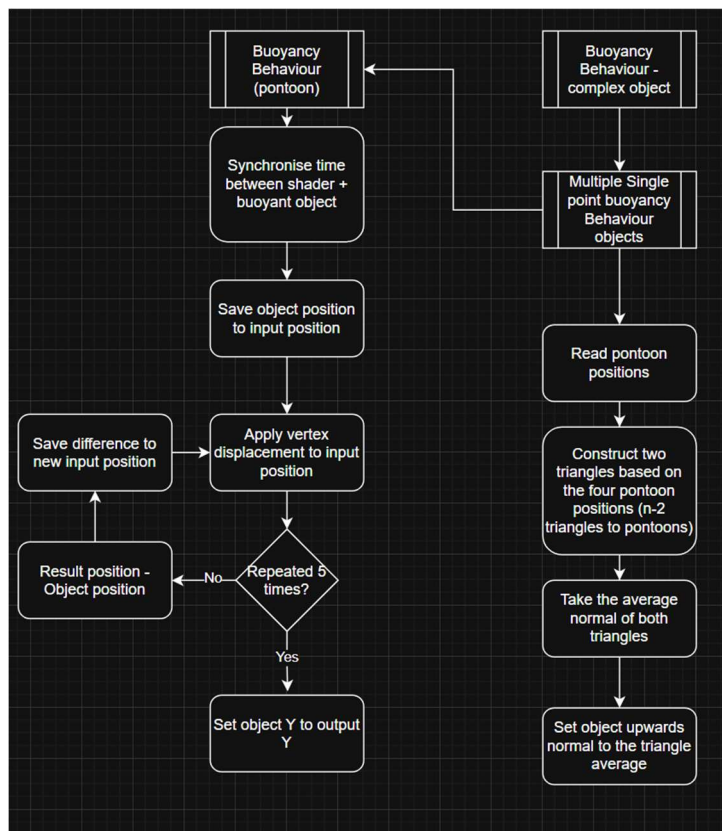 Buoyancy
Behaviour
(pontoon)
Synchronise time
between shader +
buoyant object
Save object position
to input position
Apply vertex
displacement to input
position
Save difference to
new input position
Result position -
Object position
No
Repeated 5
times?
Yes
Set object Y to output
Y
Buoyancy
Behaviour -
complex object
Multiple Single
point buoyancy
Behaviour
objects
Read pontoon
positions
Construct two
triangles based on
the four pontoon
positions (n-2
triangles to pontoons)
Take the average
normal of both
triangles
Set object upwards
normal to the triangle
average